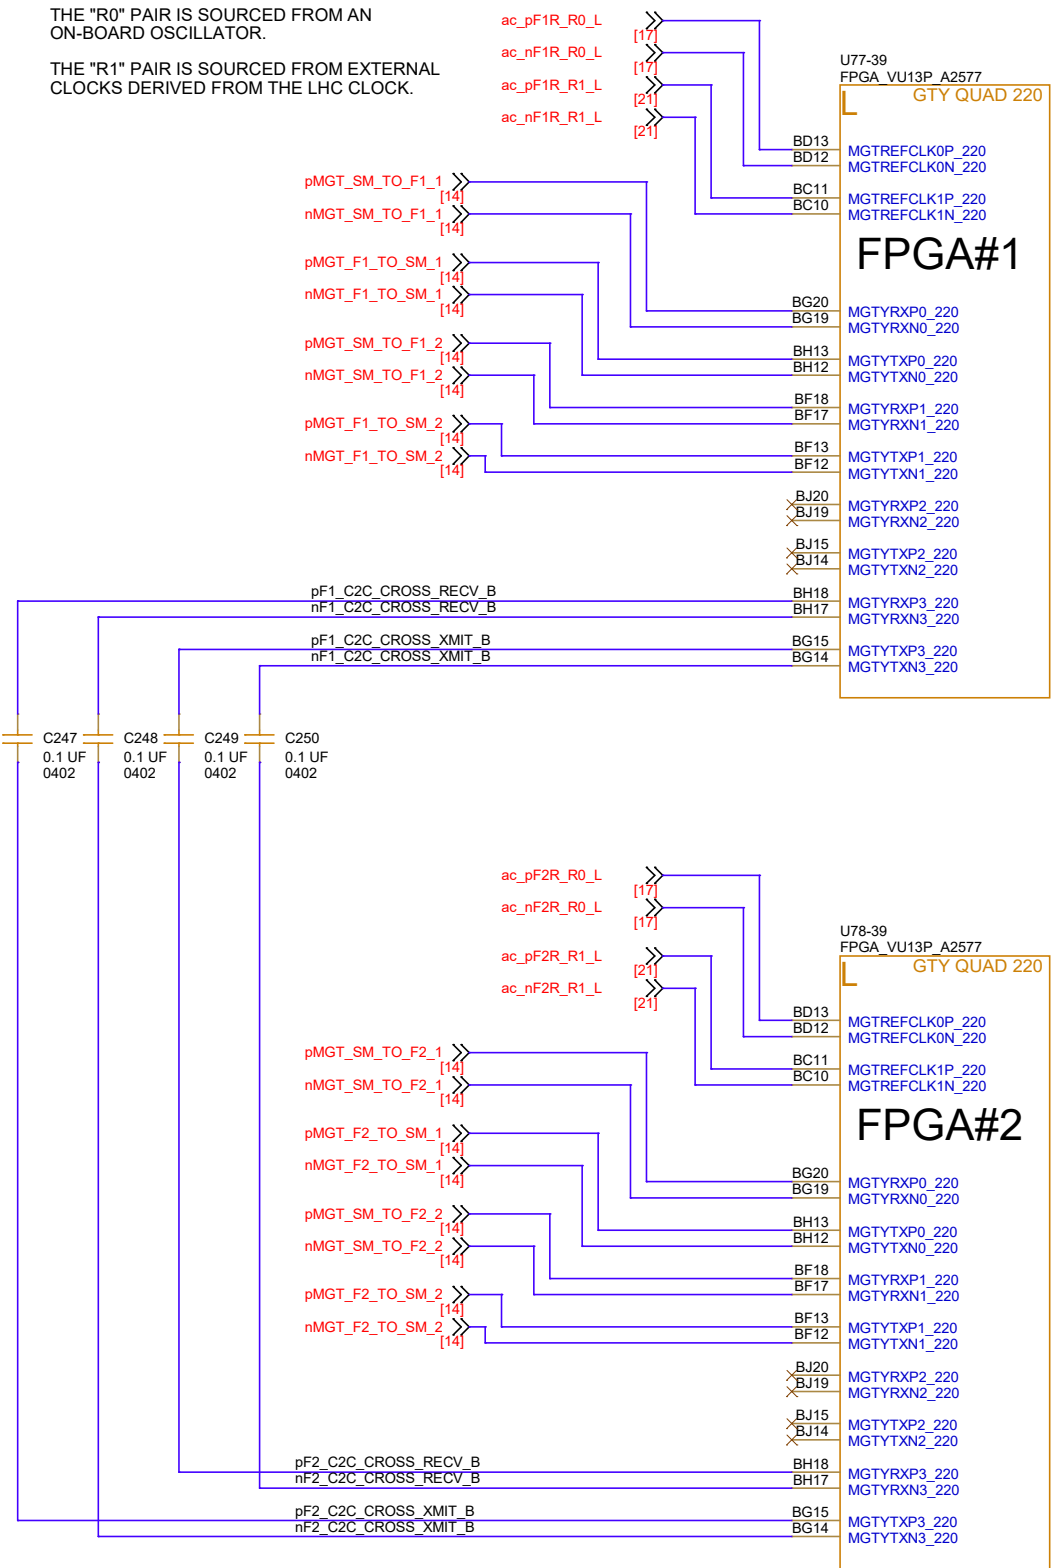 THE "R0" PAIR IS SOURCED FROM AN
ON-BOARD OSCILLATOR.
THE "R1" PAIR IS SOURCED FROM EXTERNAL
CLOCKS DERIVED FROM THE LHC CLOCK.
ac_pF1R_R0_L
[17]
ac_nF1R_R0_L
[17]
ac_pF1R_R1_L
[21]
ac_nF1R_R1_L
[21]
U77-39
FPGA_VU13P_A2577
L GTY QUAD 220
BD13 MGTREFCLK0P_220
BD12 MGTREFCLK0N_220
BC11 MGTREFCLK1P_220
BC10 MGTREFCLK1N_220
FPGA#1
pMGT_SM_TO_F1_1
[14]
nMGT_SM_TO_F1_1
[14]
pMGT_F1_TO_SM_1
[14]
nMGT_F1_TO_SM_1
[14]
pMGT_SM_TO_F1_2
[14]
nMGT_SM_TO_F1_2
[14]
pMGT_F1_TO_SM_2
[14]
nMGT_F1_TO_SM_2
[14]
BG20 MGTYRXP0_220
BG19 MGTYRXN0_220
BH13 MGTYTXP0_220
BH12 MGTYTXN0_220
BF18 MGTYRXP1_220
BF17 MGTYRXN1_220
BF13 MGTYTXP1_220
BF12 MGTYTXN1_220
BJ20 MGTYRXP2_220
BJ19 MGTYRXN2_220
BJ15 MGTYTXP2_220
BJ14 MGTYTXN2_220
pF1_C2C_CROSS_RECV_B BH18 MGTYRXP3_220
nF1_C2C_CROSS_RECV_B BH17 MGTYRXN3_220
pF1_C2C_CROSS_XMIT_B BG15 MGTYTXP3_220
nF1_C2C_CROSS_XMIT_B BG14 MGTYTXN3_220
C247 C248 C249 C250
0.1 UF 0.1 UF 0.1 UF 0.1 UF
0402 0402 0402 0402
ac_pF2R_R0_L
[17]
ac_nF2R_R0_L
[17]
ac_pF2R_R1_L
[21]
ac_nF2R_R1_L
[21]
U78-39
FPGA_VU13P_A2577
L GTY QUAD 220
BD13 MGTREFCLK0P_220
BD12 MGTREFCLK0N_220
BC11 MGTREFCLK1P_220
BC10 MGTREFCLK1N_220
FPGA#2
pMGT_SM_TO_F2_1
[14]
nMGT_SM_TO_F2_1
[14]
pMGT_F2_TO_SM_1
[14]
nMGT_F2_TO_SM_1
[14]
pMGT_SM_TO_F2_2
[14]
nMGT_SM_TO_F2_2
[14]
pMGT_F2_TO_SM_2
[14]
nMGT_F2_TO_SM_2
[14]
BG20 MGTYRXP0_220
BG19 MGTYRXN0_220
BH13 MGTYTXP0_220
BH12 MGTYTXN0_220
BF18 MGTYRXP1_220
BF17 MGTYRXN1_220
BF13 MGTYTXP1_220
BF12 MGTYTXN1_220
BJ20 MGTYRXP2_220
BJ19 MGTYRXN2_220
BJ15 MGTYTXP2_220
BJ14 MGTYTXN2_220
pF2_C2C_CROSS_RECV_B BH18 MGTYRXP3_220
nF2_C2C_CROSS_RECV_B BH17 MGTYRXN3_220
pF2_C2C_CROSS_XMIT_B BG15 MGTYTXP3_220
nF2_C2C_CROSS_XMIT_B BG14 MGTYTXN3_220